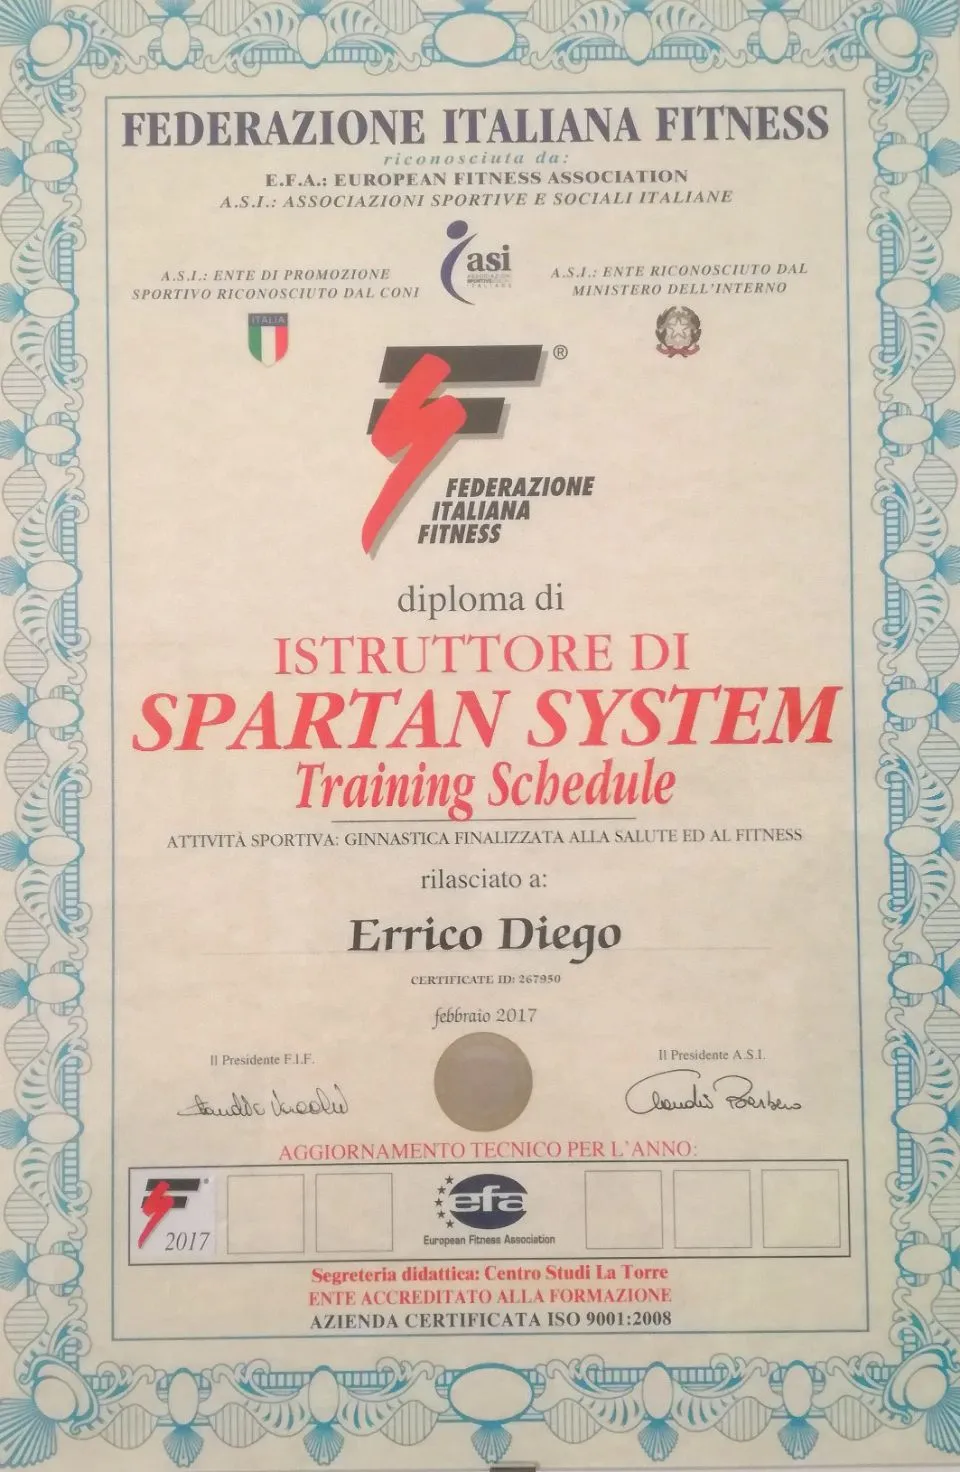 FEDERAZIONE ITALIANA FITNESS
riconosciuta da:
E.F.A.: EUROPEAN FITNESS ASSOCIATION
A.S.I.: ASSOCIAZIONI SPORTIVE E SOCIALI ITALIANE
asi
A.S.I.: ENTE DI PROMOZIONE
SPORTIVO RICONOSCIUTO DAL CONI
A.S.I.: ENTE RICONOSCIUTO DAL
MINISTERO DELL'INTERNO
ITALIA
®
FEDERAZIONE
ITALIANA
FITNESS
diploma di
ISTRUTTORE DI
SPARTAN SYSTEM
Training Schedule
ATTIVITÀ SPORTIVA: GINNASTICA FINALIZZATA ALLA SALUTE ED AL FITNESS
rilasciato a:
Errico Diego
CERTIFICATE ID: 267950
febbraio 2017
Il Presidente F.I.F.
Il Presidente A.S.I.
Claudio Barbaro
AGGIORNAMENTO TECNICO PER L'ANNO:
2017
efa
European Fitness Association
Segreteria didattica: Centro Studi La Torre
ENTE ACCREDITATO ALLA FORMAZIONE
AZIENDA CERTIFICATA ISO 9001:2008